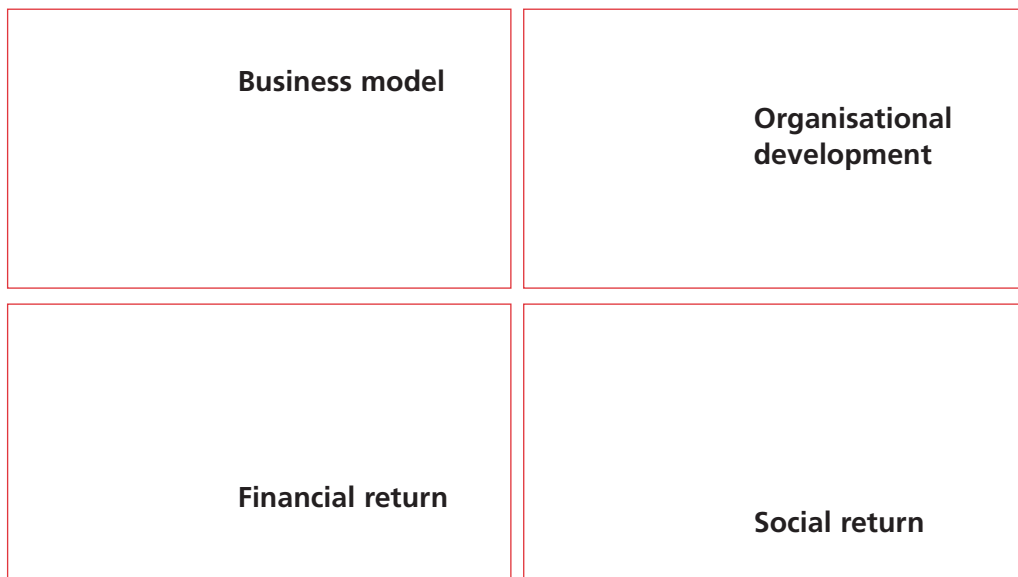 Business model
Organisational
development
Financial return
Social return